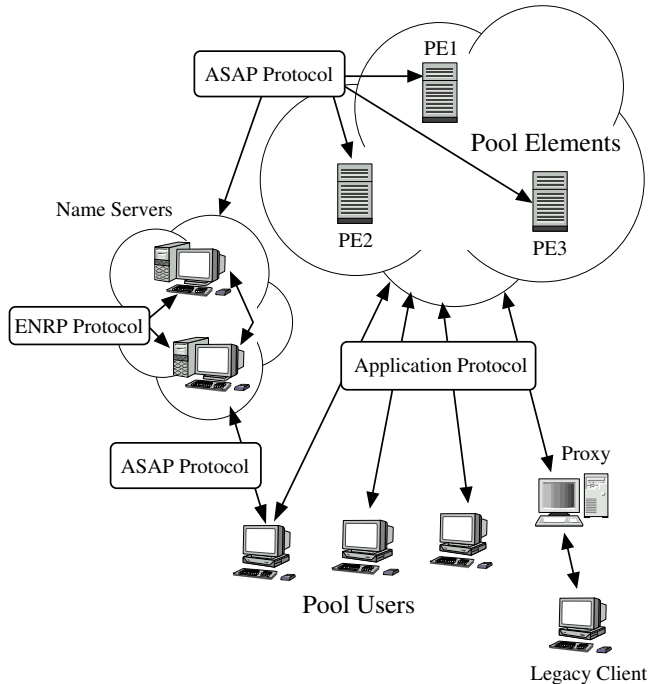 PE1
ASAP Protocol
Pool Elements
Name Servers
PE2
PE3
ENRP Protocol
Application Protocol
ASAP Protocol
Proxy
Pool Users
Legacy Client